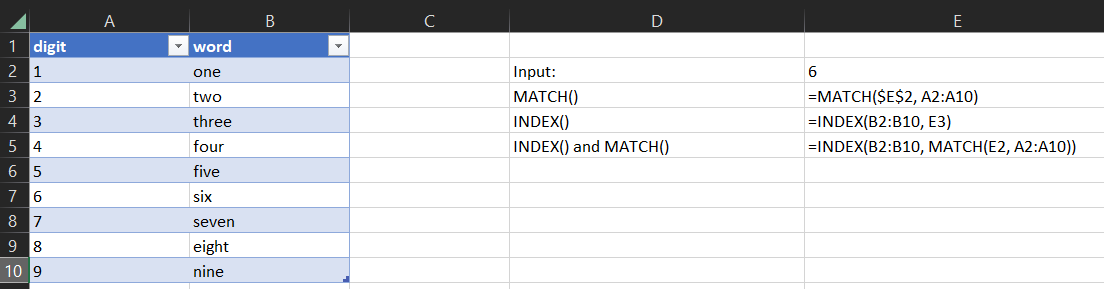 A B C D E
1 digit word
2 1 one Input: 6
3 2 two MATCH() =MATCH($E$2, A2:A10)
4 3 three INDEX() =INDEX(B2:B10, E3)
5 4 four INDEX() and MATCH() =INDEX(B2:B10, MATCH(E2, A2:A10))
6 5 five
7 6 six
8 7 seven
9 8 eight
10 9 nine